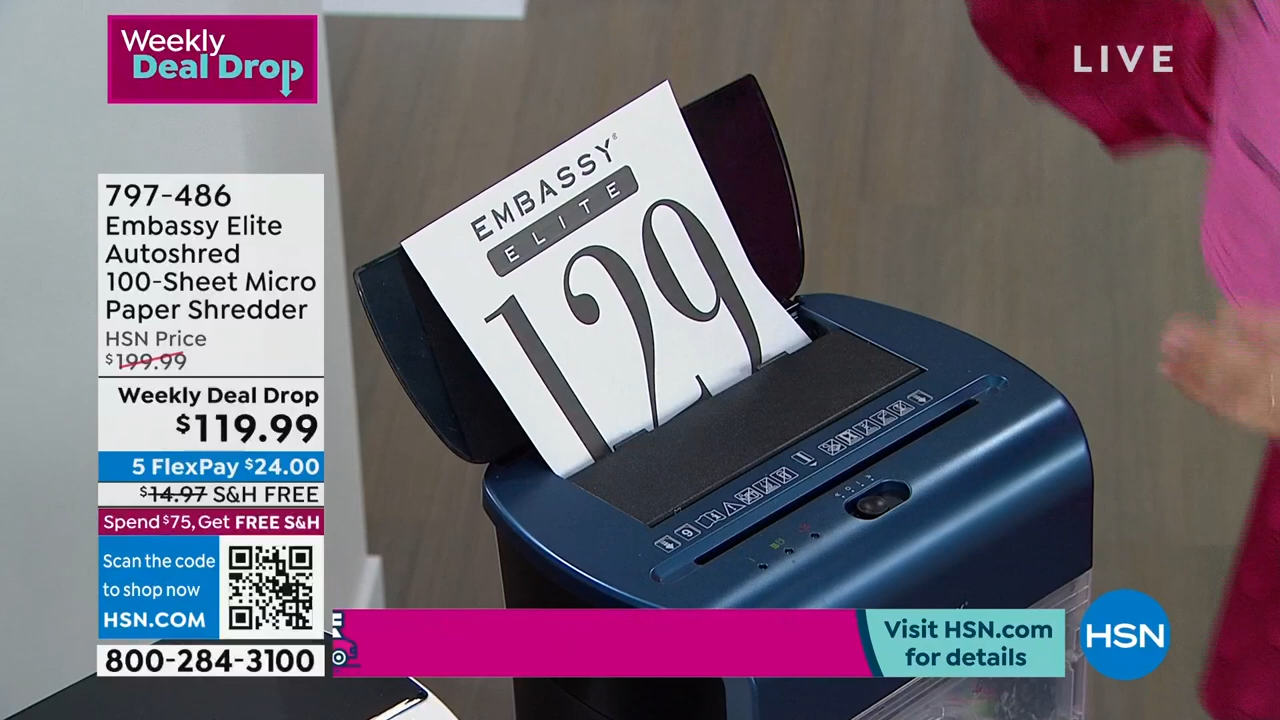 Weekly
Deal Drop
LIVE
797-486
Embassy Elite
Autoshred
100-Sheet Micro
Paper Shredder
HSN Price
$199.99
Weekly Deal Drop
$119.99
5 FlexPay $24.00
$14.97 S&H FREE
Spend $75, Get FREE S&H
Scan the code
to shop now
HSN.COM
800-284-3100
EMBASSY®
ELITE
129
Visit HSN.com
for details
HSN